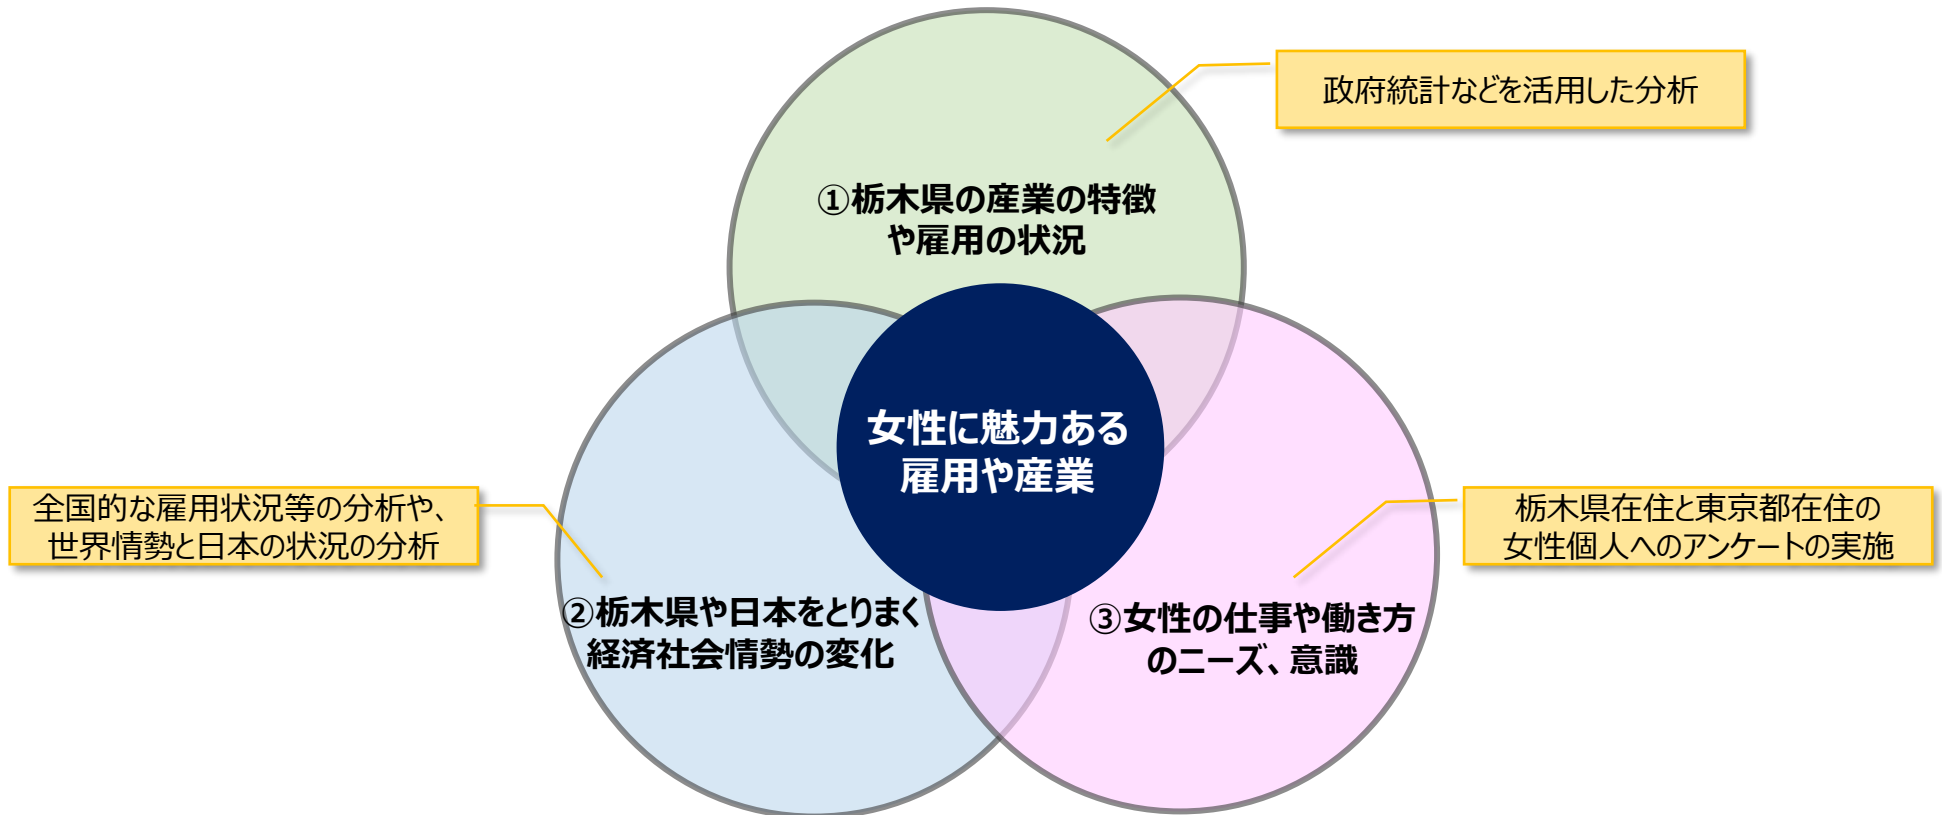 政府統計などを活用した分析
①栃木県の産業の特徴
や雇用の状況
女性に魅力ある
雇用や産業
全国的な雇用状況等の分析や、
世界情勢と日本の状況の分析
栃木県在住と東京都在住の
女性個人へのアンケートの実施
②栃木県や日本をとりまく
経済社会情勢の変化
③女性の仕事や働き方
のニーズ、意識